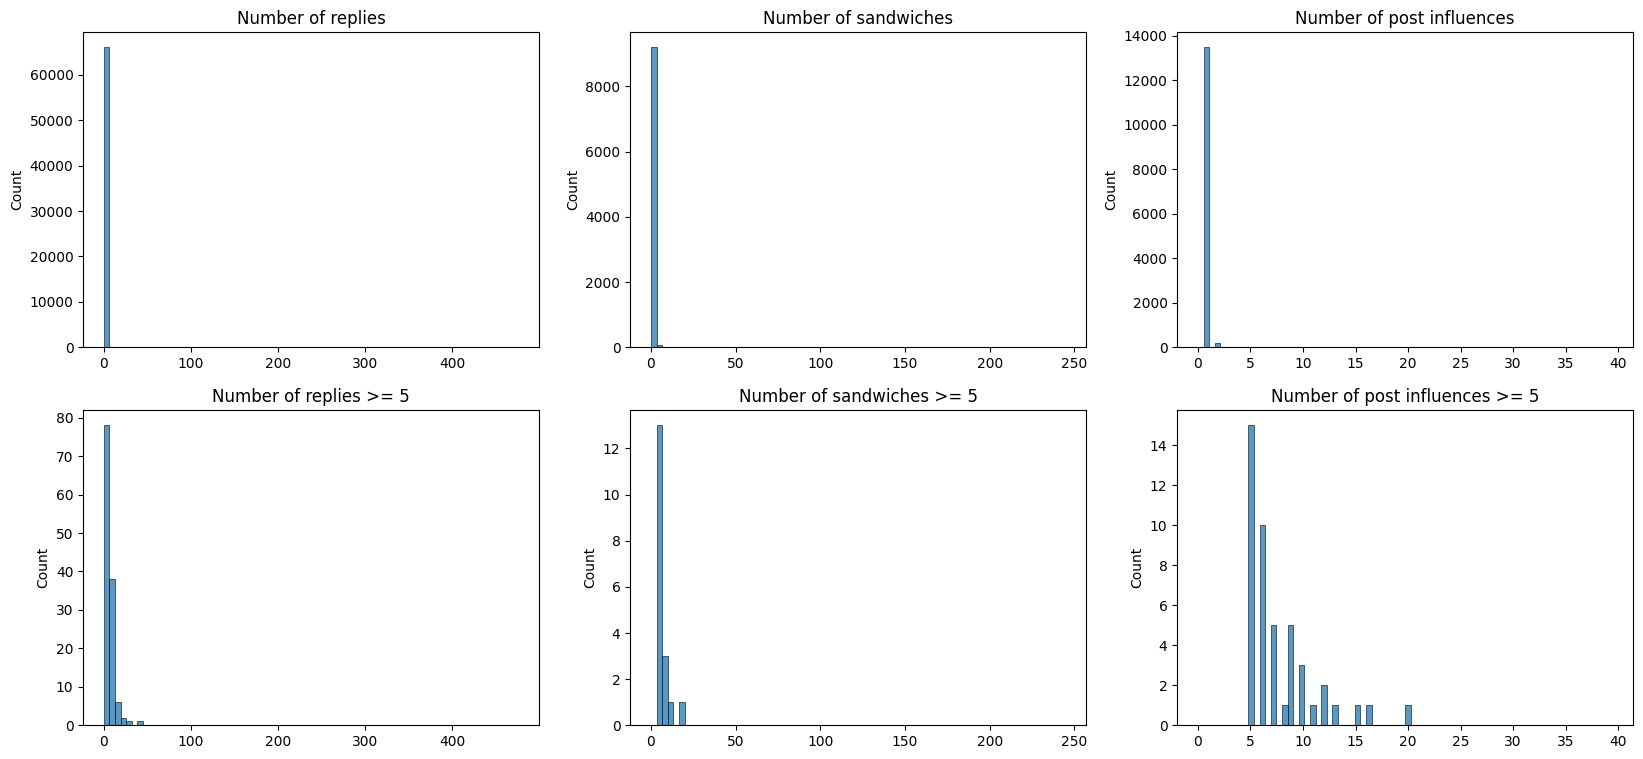 Number of replies
Number of sandwiches
Number of post influences
Count
60000
50000
40000
30000
20000
10000
0
0 100 200 300 400
Count
8000
6000
4000
2000
0
0 50 100 150 200 250
Count
14000
12000
10000
8000
6000
4000
2000
0
0 5 10 15 20 25 30 35 40
Number of replies >= 5
Number of sandwiches >= 5
Number of post influences >= 5
Count
80
70
60
50
40
30
20
10
0
0 100 200 300 400
Count
12
10
8
6
4
2
0
0 50 100 150 200 250
Count
14
12
10
8
6
4
2
0
0 5 10 15 20 25 30 35 40